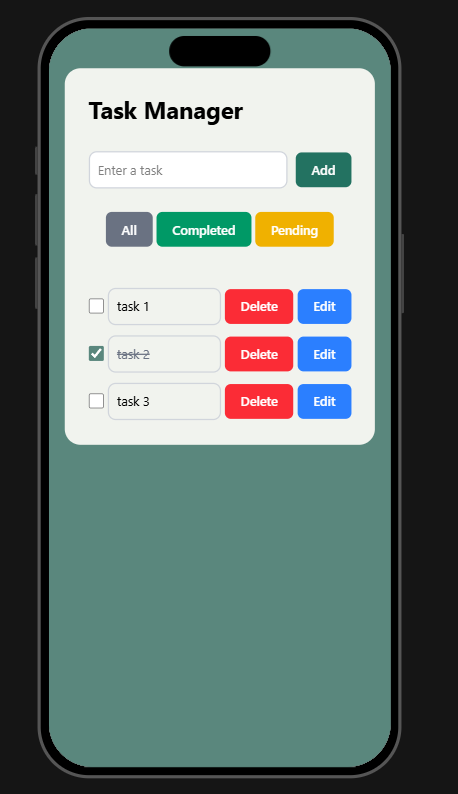 Task Manager
Enter a task Add
All Completed Pending
task 1 Delete Edit
task 2 Delete Edit
task 3 Delete Edit